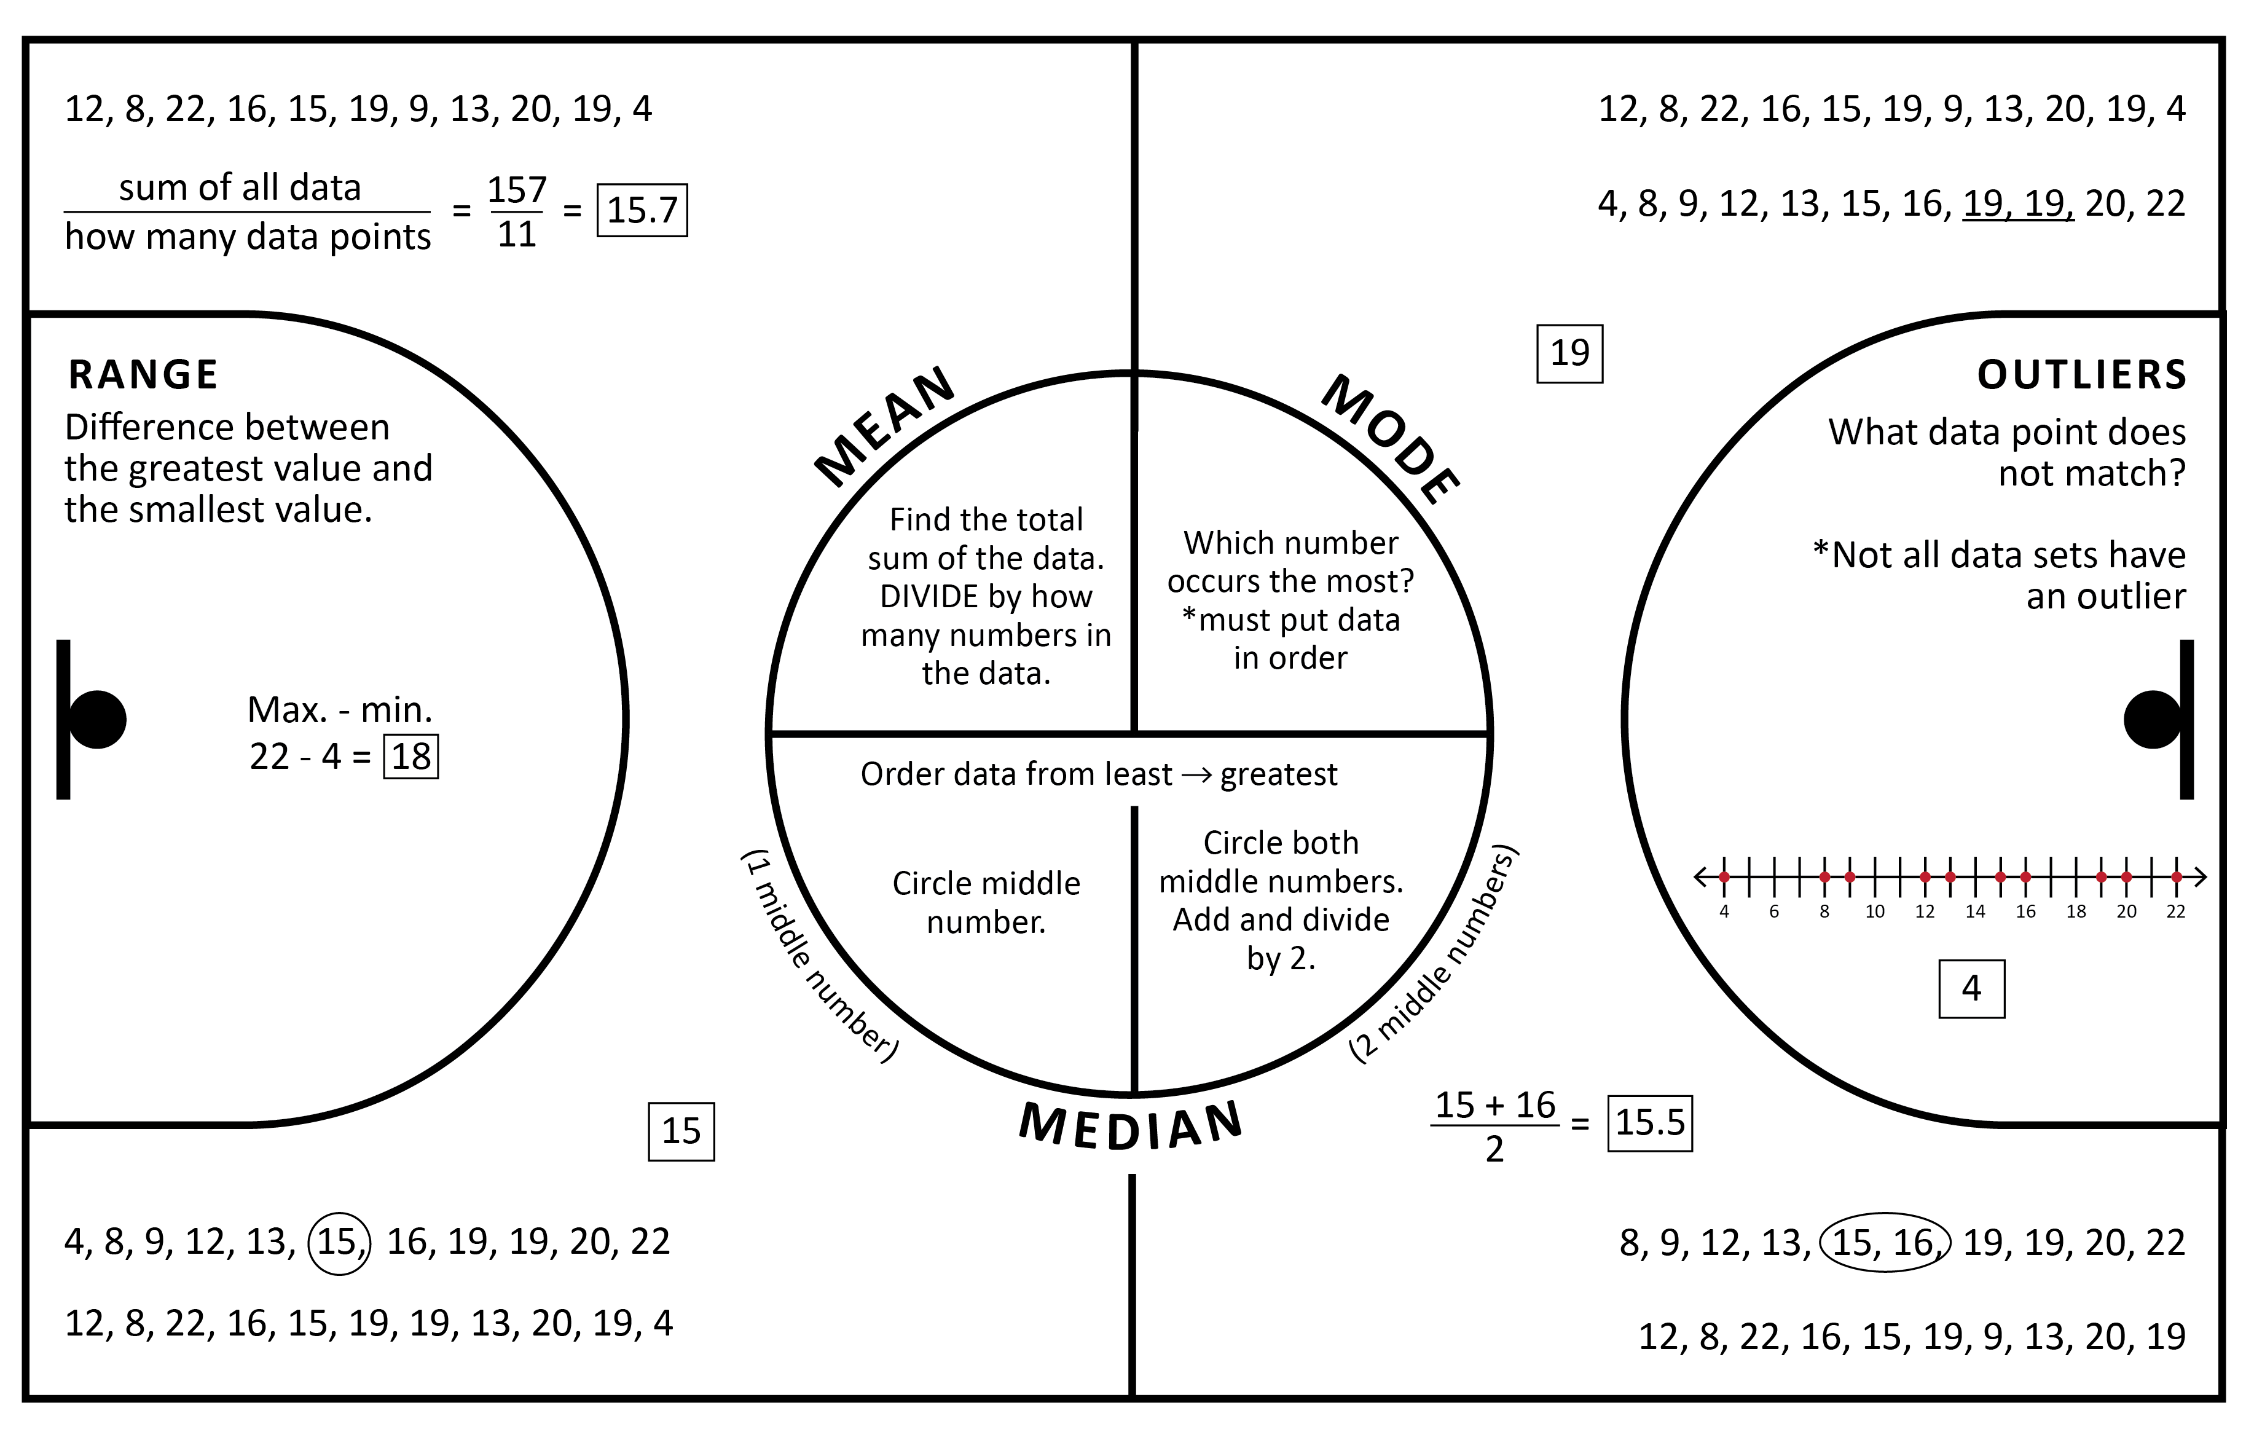 12, 8, 22, 16, 15, 19, 9, 13, 20, 19, 4
sum of all data
how many data points
= 157
11
= 15.7
12, 8, 22, 16, 15, 19, 9, 13, 20, 19, 4
4, 8, 9, 12, 13, 15, 16, 19, 19, 20, 22
19
RANGE
Difference between
the greatest value and
the smallest value.
Max. - min.
22 - 4 = 18
MEAN
Find the total
sum of the data.
DIVIDE by how
many numbers in
the data.
MODE
Which number
occurs the most?
*must put data
in order
OUTLIERS
What data point does
not match?
*Not all data sets have
an outlier
4 6 8 10 12 14 16 18 20 22
4
Order data from least → greatest
Circle middle
number.
(1 middle number)
Circle both
middle numbers.
Add and divide
by 2.
(2 middle numbers)
MEDIAN
15
4, 8, 9, 12, 13, 15, 16, 19, 19, 20, 22
12, 8, 22, 16, 15, 19, 19, 13, 20, 19, 4
15 + 16
2
= 15.5
8, 9, 12, 13, 15, 16, 19, 19, 20, 22
12, 8, 22, 16, 15, 19, 9, 13, 20, 19